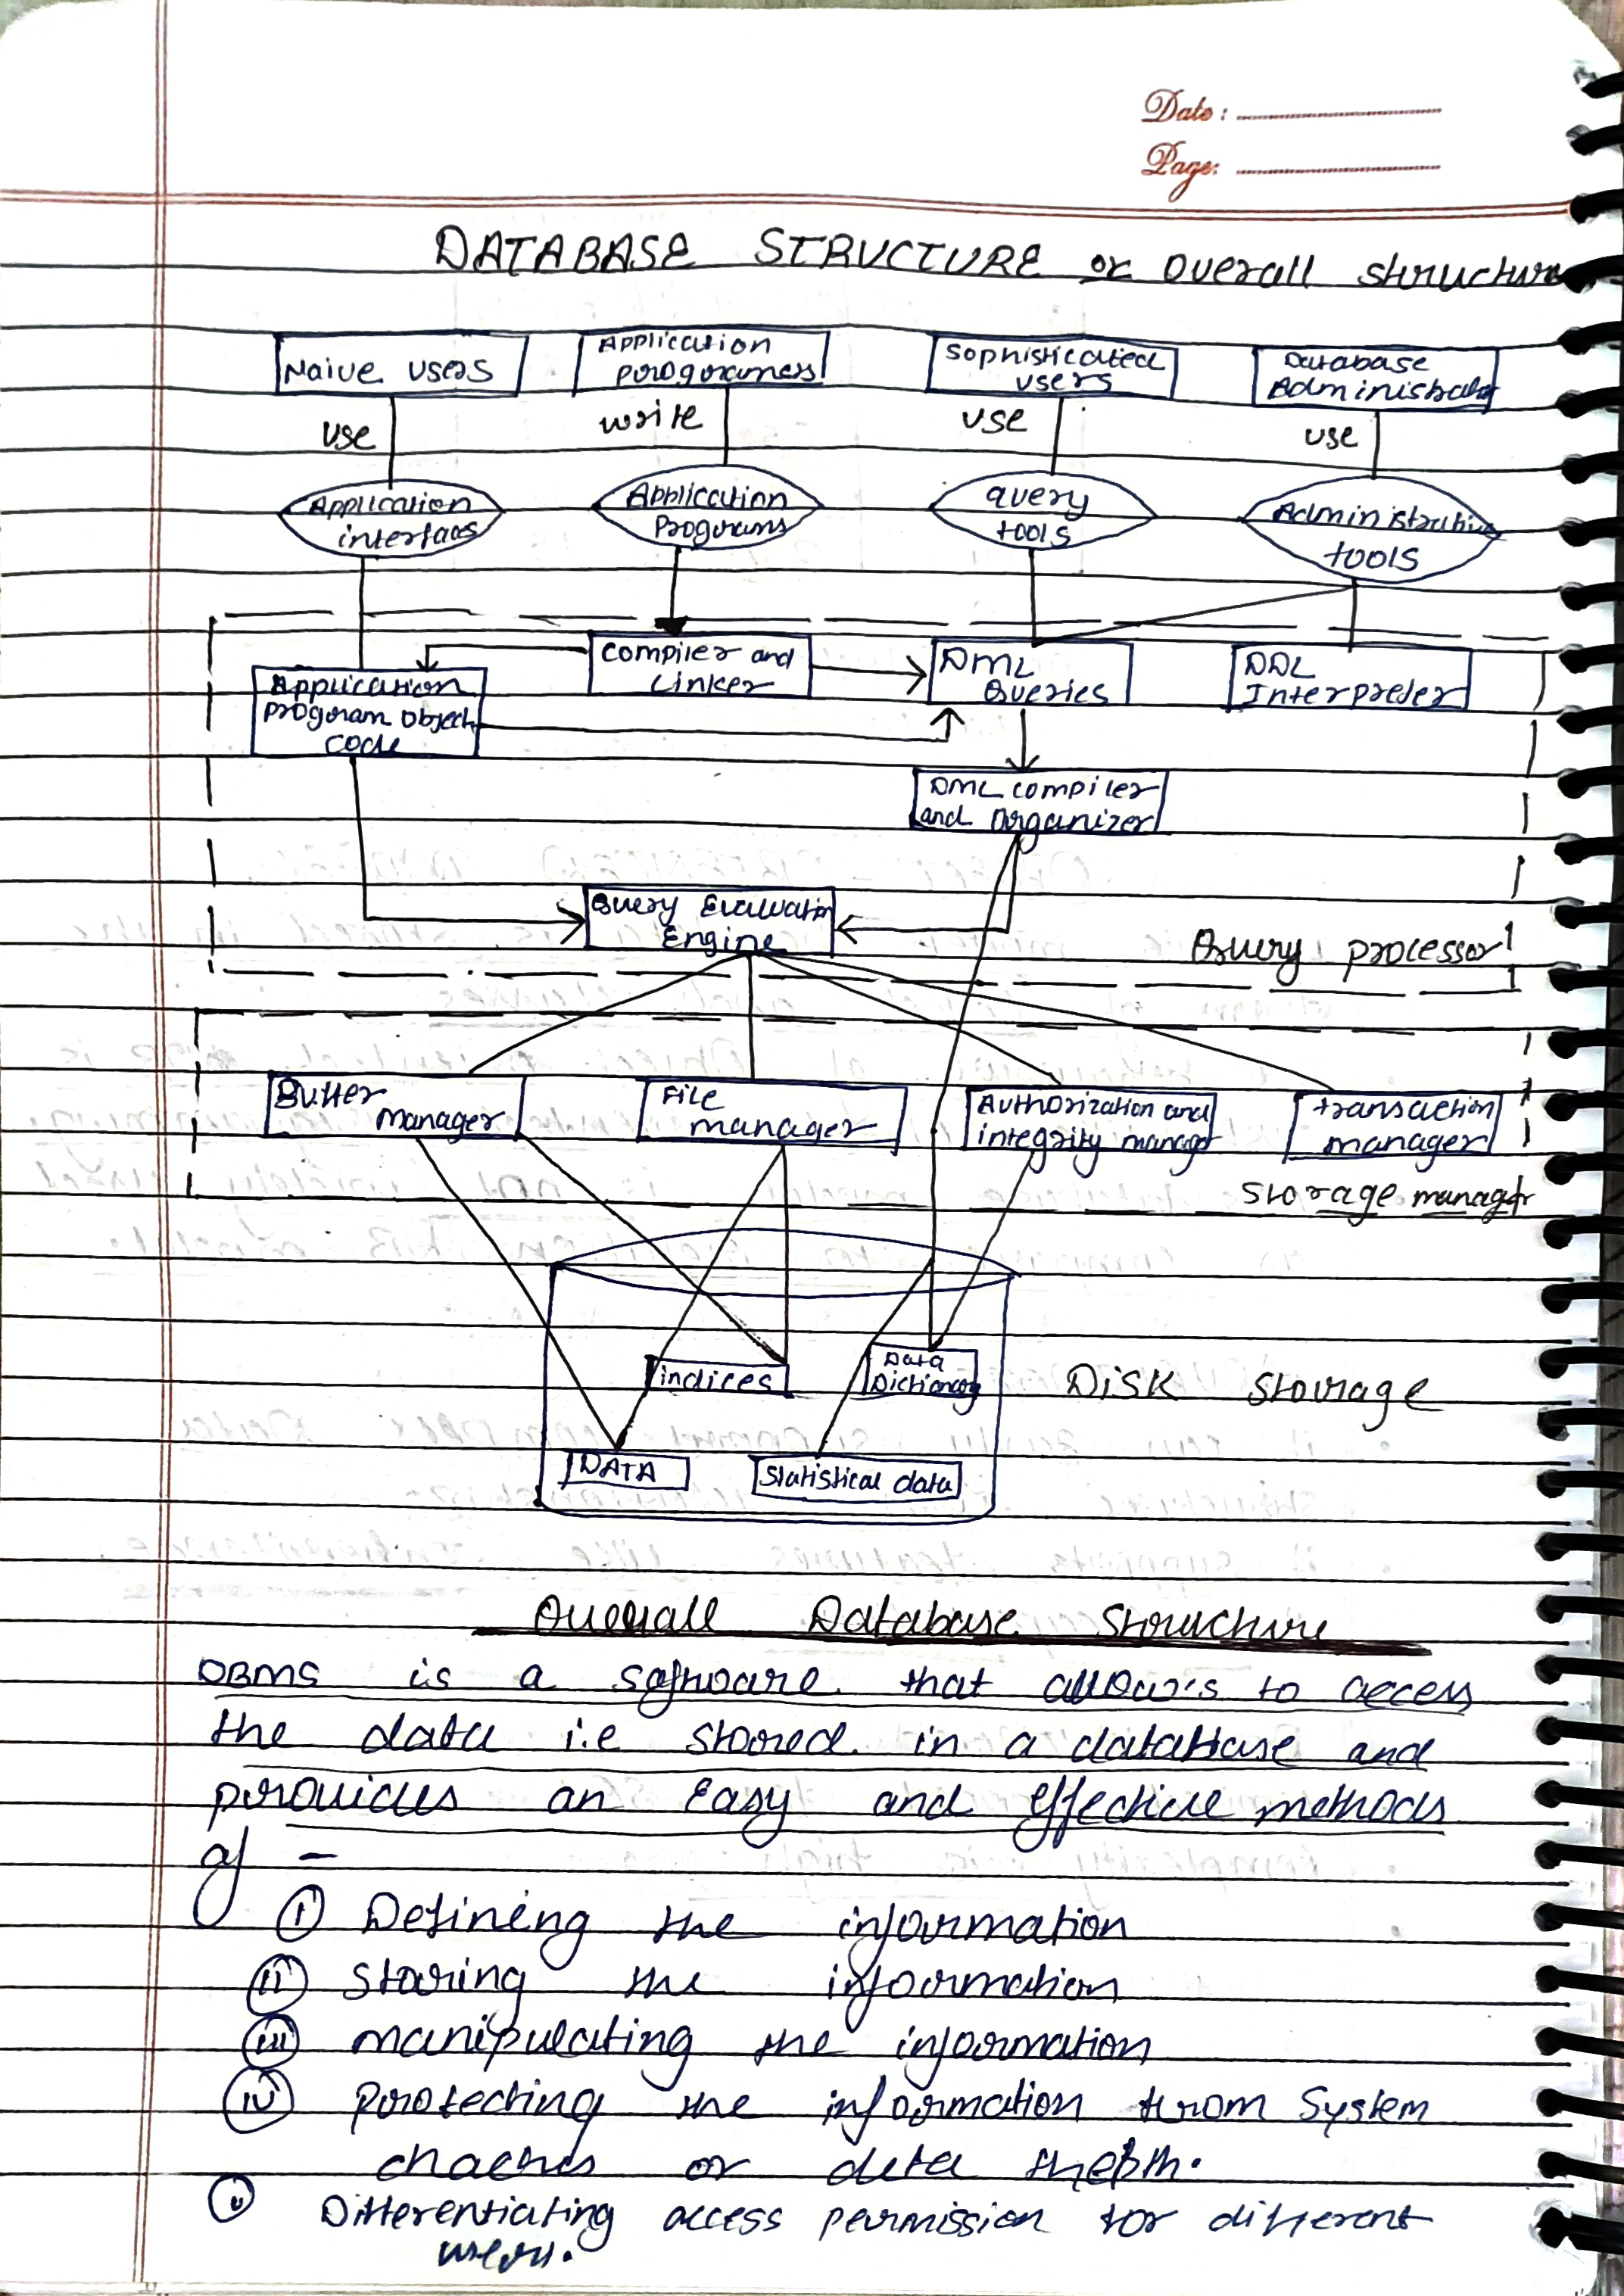 Date :
Page:
DATABASE STRUCTURE or overall structure
Naive users
Application programmers
Sophisticated users
Database Administrator
use
write
use
use
Application interfaces
Application programs
query tools
Administrative tools
compiler and Linker
DML Queries
DDL Interpreter
Application program object code
DML compiler and organizer
Query Evaluation Engine
Query processor
Buffer manager
File manager
Authorization and integrity manager
transaction manager
Storage manager
indices
Data Dictionary
Disk storage
DATA
Statistical data
Overall Database Structure
DBMS is a software that allows to access
the data i.e stored in a database and
provides an Easy and effective methods
of -
(i) Defining the information
(ii) storing the information
(iii) manipulating the information
(iv) protecting the information from System
or data
(v) Differentiating access permission for different
users.